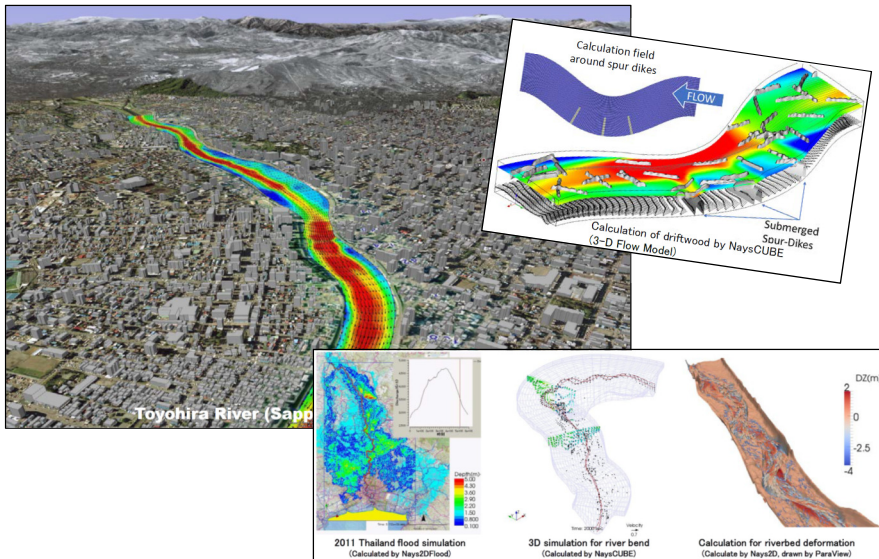 Calculation field
around spur dikes
FLOW
Submerged
Spur-Dikes
Calculation of driftwood by NaysCUBE
(3-D Flow Model)
Toyohira River (Sapp
Depth(m)
5.00
4.30
3.60
2.90
2.20
1.50
0.800
0.100
2011 Thailand flood simulation
(Calculated by Nays2DFlood)
Velocity
0.7
3D simulation for river bend
(Calculated by NaysCUBE)
DZ(m
2
0
-2
-4
Calculation for riverbed deformation
(Calculate by Nays2D, drawn by ParaView)